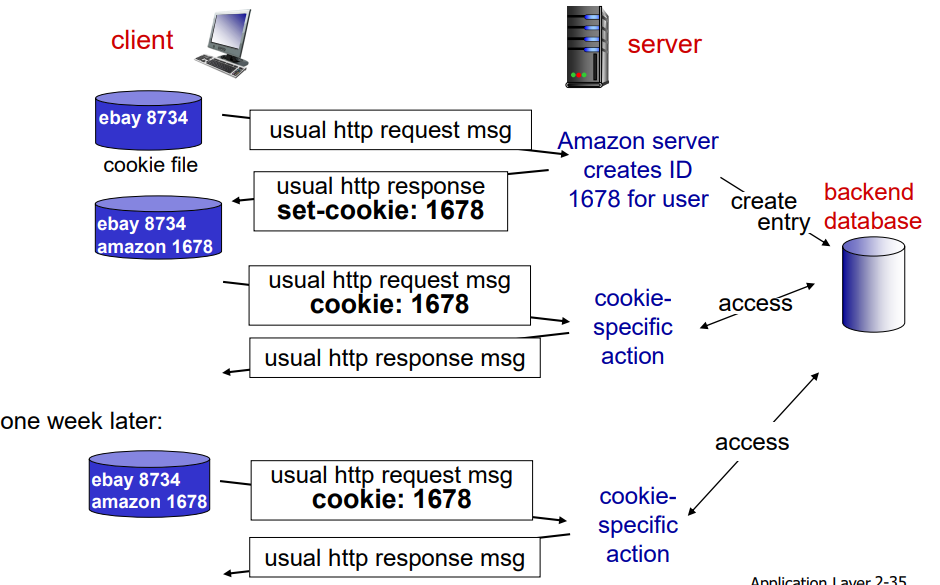 client
server
ebay 8734
cookie file
usual http request msg
Amazon server
creates ID
1678 for user
usual http response
set-cookie: 1678
create
entry
backend
database
ebay 8734
amazon 1678
usual http request msg
cookie: 1678
cookie-
specific
action
access
usual http response msg
one week later:
access
ebay 8734
amazon 1678
usual http request msg
cookie: 1678
cookie-
specific
action
usual http response msg
Application Layer 2-35